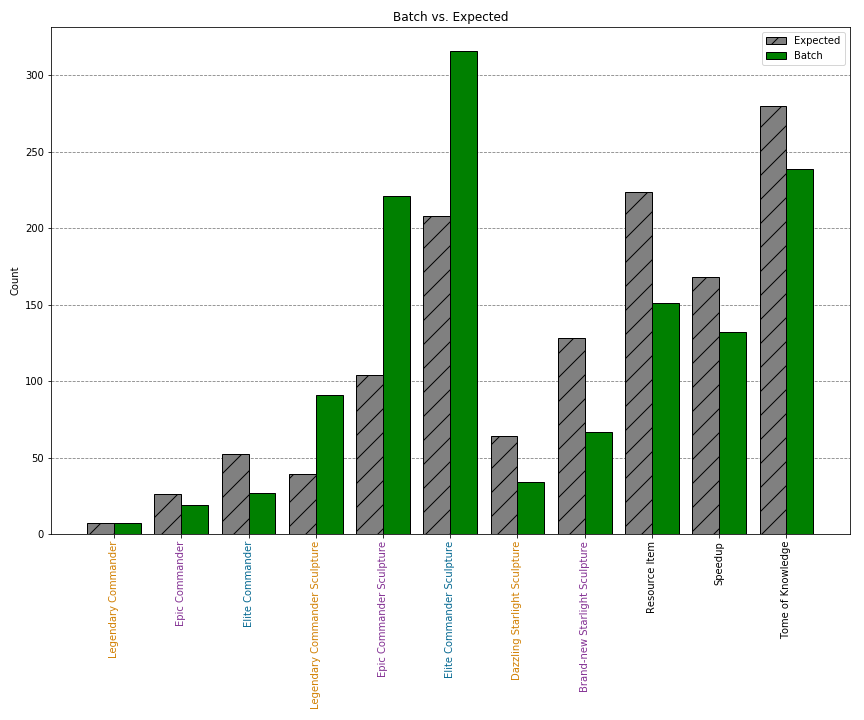 Batch vs. Expected
Expected
Batch
Count
300
250
200
150
100
50
0
Legendary Commander
Epic Commander
Elite Commander
Legendary Commander Sculpture
Epic Commander Sculpture
Elite Commander Sculpture
Dazzling Starlight Sculpture
Brand-new Starlight Sculpture
Resource Item
Speedup
Tome of Knowledge